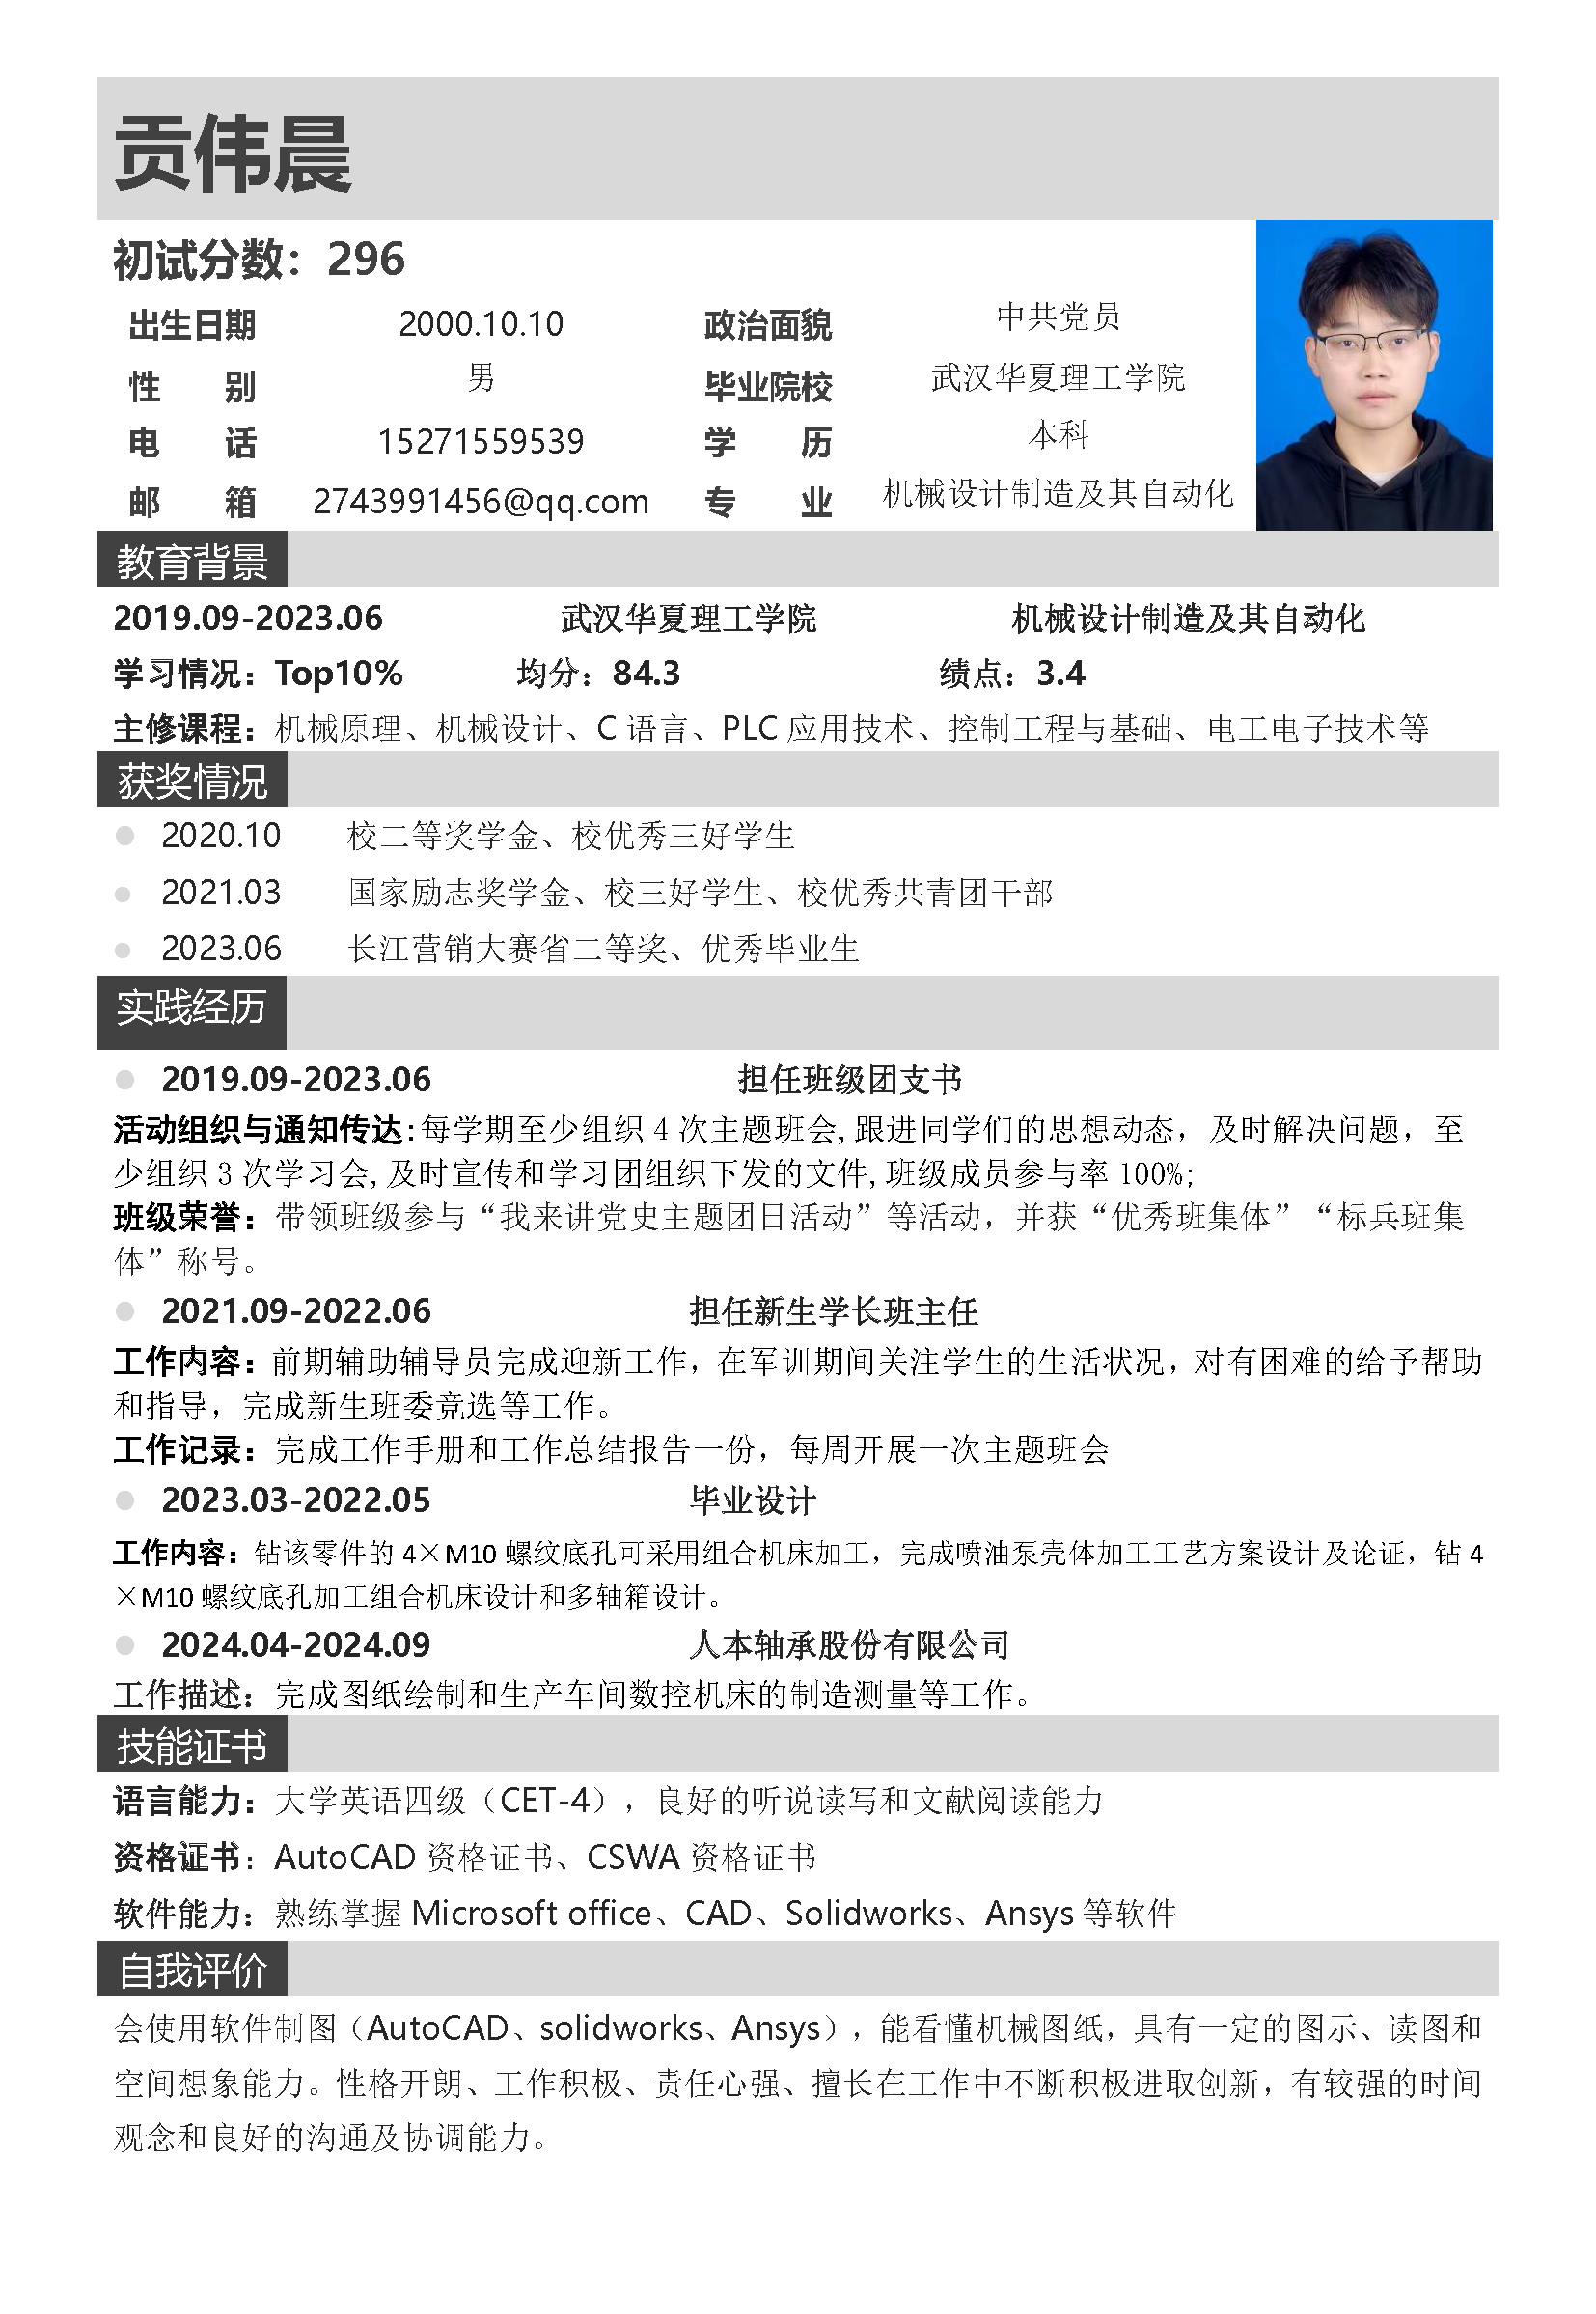 贡伟晨
初试分数：296
出生日期 2000.10.10 政治面貌 中共党员
性 别 男 毕业院校 武汉华夏理工学院
电 话 15271559539 学 历 本科
邮 箱 2743991456@qq.com 专 业 机械设计制造及其自动化
教育背景
2019.09-2023.06 武汉华夏理工学院 机械设计制造及其自动化
学习情况：Top10% 均分：84.3 绩点：3.4
主修课程：机械原理、机械设计、C 语言、PLC 应用技术、控制工程与基础、电工电子技术等
获奖情况
2020.10 校二等奖学金、校优秀三好学生
2021.03 国家励志奖学金、校三好学生、校优秀共青团干部
2023.06 长江营销大赛省二等奖、优秀毕业生
实践经历
2019.09-2023.06 担任班级团支书
活动组织与通知传达:每学期至少组织 4 次主题班会,跟进同学们的思想动态，及时解决问题，至
少组织 3 次学习会,及时宣传和学习团组织下发的文件,班级成员参与率 100%;
班级荣誉：带领班级参与“我来讲党史主题团日活动”等活动，并获“优秀班集体”“标兵班集
体”称号。
2021.09-2022.06 担任新生学长班主任
工作内容：前期辅助辅导员完成迎新工作，在军训期间关注学生的生活状况，对有困难的给予帮助
和指导，完成新生班委竞选等工作。
工作记录：完成工作手册和工作总结报告一份，每周开展一次主题班会
2023.03-2022.05 毕业设计
工作内容：钻该零件的 4×M10 螺纹底孔可采用组合机床加工，完成喷油泵壳体加工工艺方案设计及论证，钻 4
×M10 螺纹底孔加工组合机床设计和多轴箱设计。
2024.04-2024.09 人本轴承股份有限公司
工作描述：完成图纸绘制和生产车间数控机床的制造测量等工作。
技能证书
语言能力：大学英语四级（CET-4），良好的听说读写和文献阅读能力
资格证书：AutoCAD 资格证书、CSWA 资格证书
软件能力：熟练掌握 Microsoft office、CAD、Solidworks、Ansys 等软件
自我评价
会使用软件制图（AutoCAD、solidworks、Ansys），能看懂机械图纸，具有一定的图示、读图和
空间想象能力。性格开朗、工作积极、责任心强、擅长在工作中不断积极进取创新，有较强的时间
观念和良好的沟通及协调能力。